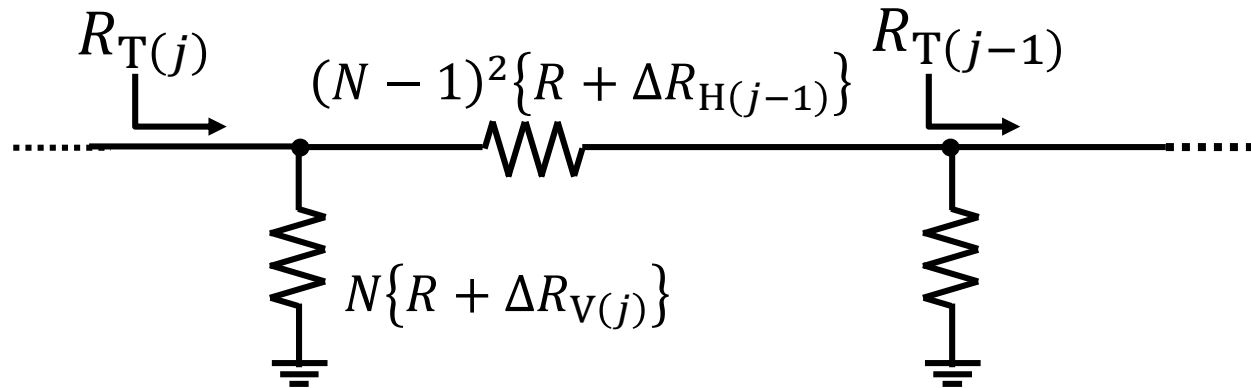 R_T(j)
(N − 1)²{R + ΔR_H(j−1)}
R_T(j−1)
N{R + ΔR_V(j)}